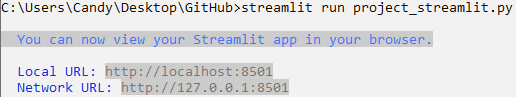 C:\Users\Candy\Desktop\GitHub>streamlit run project_streamlit.py
You can now view your Streamlit app in your browser.
Local URL: http://localhost:8501
Network URL: http://127.0.0.1:8501